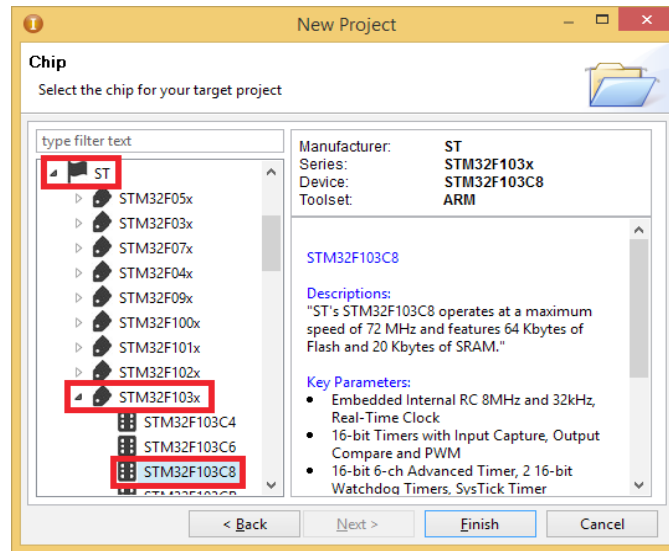 New Project
Chip
Select the chip for your target project
type filter text
ST
STM32F05x
STM32F03x
STM32F07x
STM32F04x
STM32F09x
STM32F100x
STM32F101x
STM32F102x
STM32F103x
STM32F103C4
STM32F103C6
STM32F103C8
Manufacturer: ST
Series: STM32F103x
Device: STM32F103C8
Toolset: ARM
STM32F103C8
Descriptions:
"ST's STM32F103C8 operates at a maximum
speed of 72 MHz and features 64 Kbytes of
Flash and 20 Kbytes of SRAM."
Key Parameters:
• Embedded Internal RC 8MHz and 32kHz,
Real-Time Clock
• 16-bit Timers with Input Capture, Output
Compare and PWM
• 16-bit 6-ch Advanced Timer, 2 16-bit
Watchdog Timers, SysTick Timer
< Back
Next >
Finish
Cancel